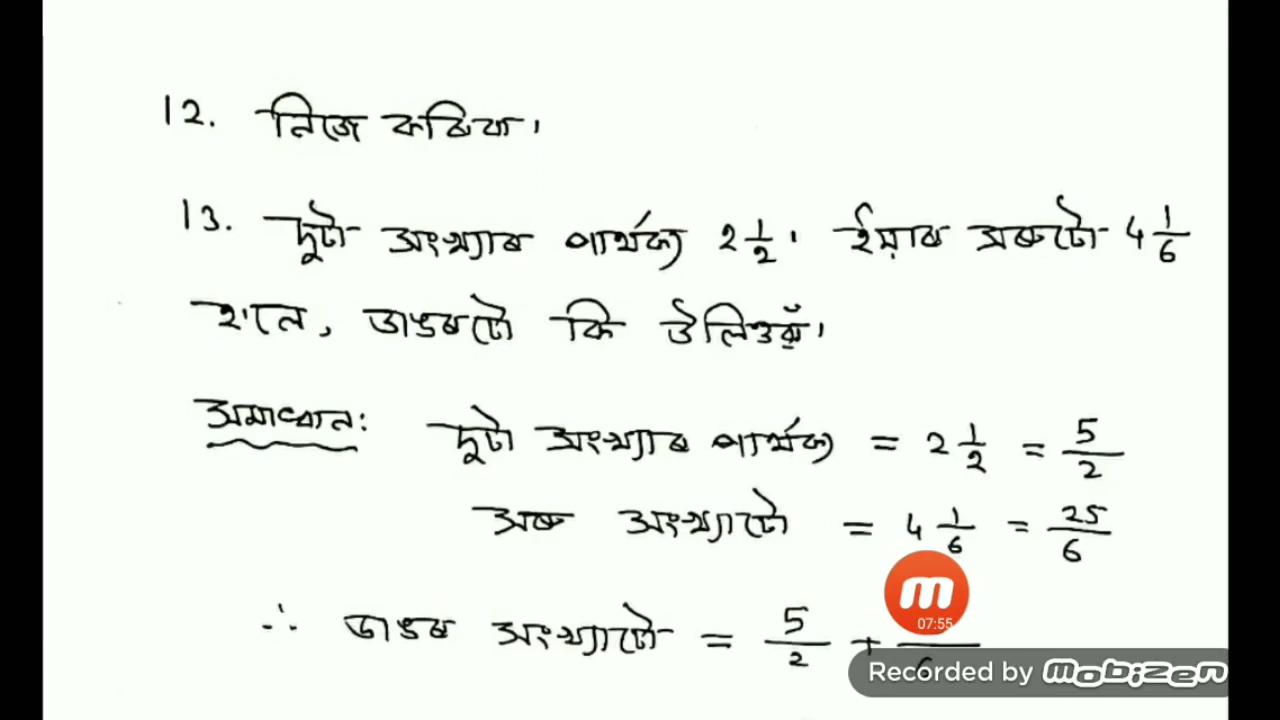 12. নিজে কৰিবা।
13. দুটা সংখ্যাৰ পাৰ্থক্য 2 1/2 । ইয়াৰ সৰুটো 4 1/6
হ'লে, ডাঙৰটো কি উলিওৱাঁ।
সমাধান: দুটা সংখ্যাৰ পাৰ্থক্য = 2 1/2 = 5/2
সৰু সংখ্যাটো = 4 1/6 = 25/6
∴ ডাঙৰ সংখ্যাটো = 5/2 + /6
07:55
Recorded by mobizen